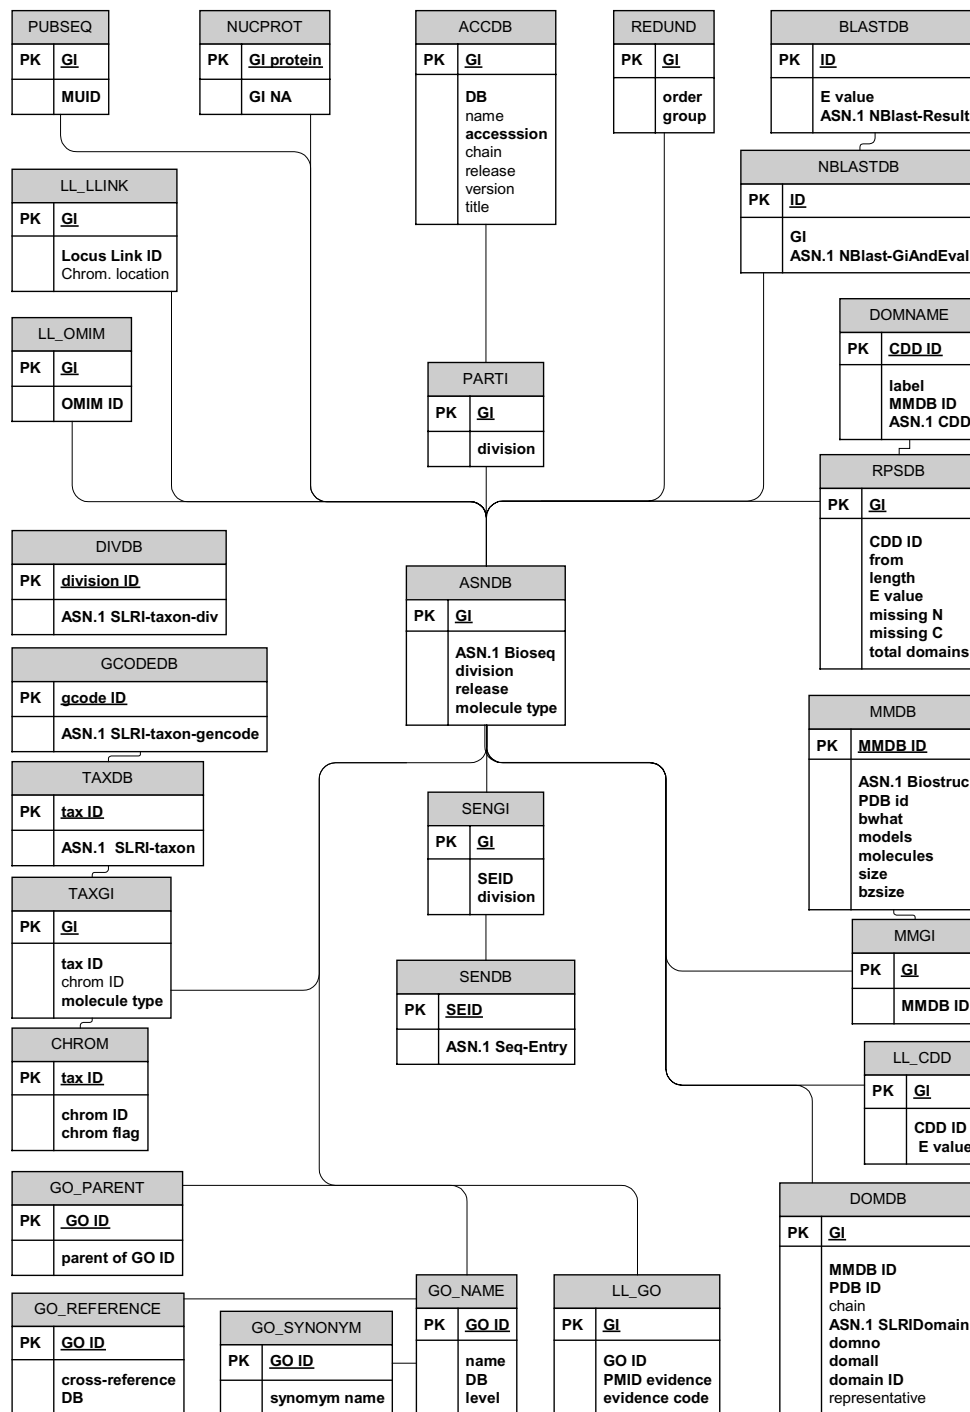 PUBSEQ
PK GI
MUID
NUCPROT
PK GI protein
GI NA
ACCDB
PK GI
DB
name
accesssion
chain
release
version
title
REDUND
PK GI
order
group
BLASTDB
PK ID
E value
ASN.1 NBlast-Result
NBLASTDB
PK ID
GI
ASN.1 NBlast-GiAndEval
LL_LLINK
PK GI
Locus Link ID
Chrom. location
LL_OMIM
PK GI
OMIM ID
PARTI
PK GI
division
DOMNAME
PK CDD ID
label
MMDB ID
ASN.1 CDD
RPSDB
PK GI
CDD ID
from
length
E value
missing N
missing C
total domains
DIVDB
PK division ID
ASN.1 SLRI-taxon-div
ASNDB
PK GI
ASN.1 Bioseq
division
release
molecule type
GCODEDB
PK gcode ID
ASN.1 SLRI-taxon-gencode
TAXDB
PK tax ID
ASN.1 SLRI-taxon
TAXGI
PK GI
tax ID
chrom ID
molecule type
CHROM
PK tax ID
chrom ID
chrom flag
SENGI
PK GI
SEID
division
SENDB
PK SEID
ASN.1 Seq-Entry
MMDB
PK MMDB ID
ASN.1 Biostruc
PDB id
bwhat
models
molecules
size
bzsize
MMGI
PK GI
MMDB ID
LL_CDD
PK GI
CDD ID
E value
DOMDB
PK GI
MMDB ID
PDB ID
chain
ASN.1 SLRIDomain
domno
domall
domain ID
representative
GO_PARENT
PK GO ID
parent of GO ID
GO_REFERENCE
PK GO ID
cross-reference
DB
GO_SYNONYM
PK GO ID
synomym name
GO_NAME
PK GO ID
name
DB
level
LL_GO
PK GI
GO ID
PMID evidence
evidence code